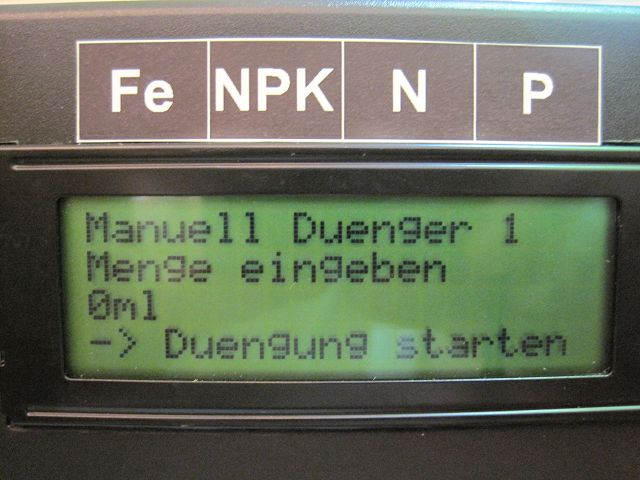 Fe NPK N P
Manuell Duenger 1
Menge eingeben
0ml
-> Duengung starten